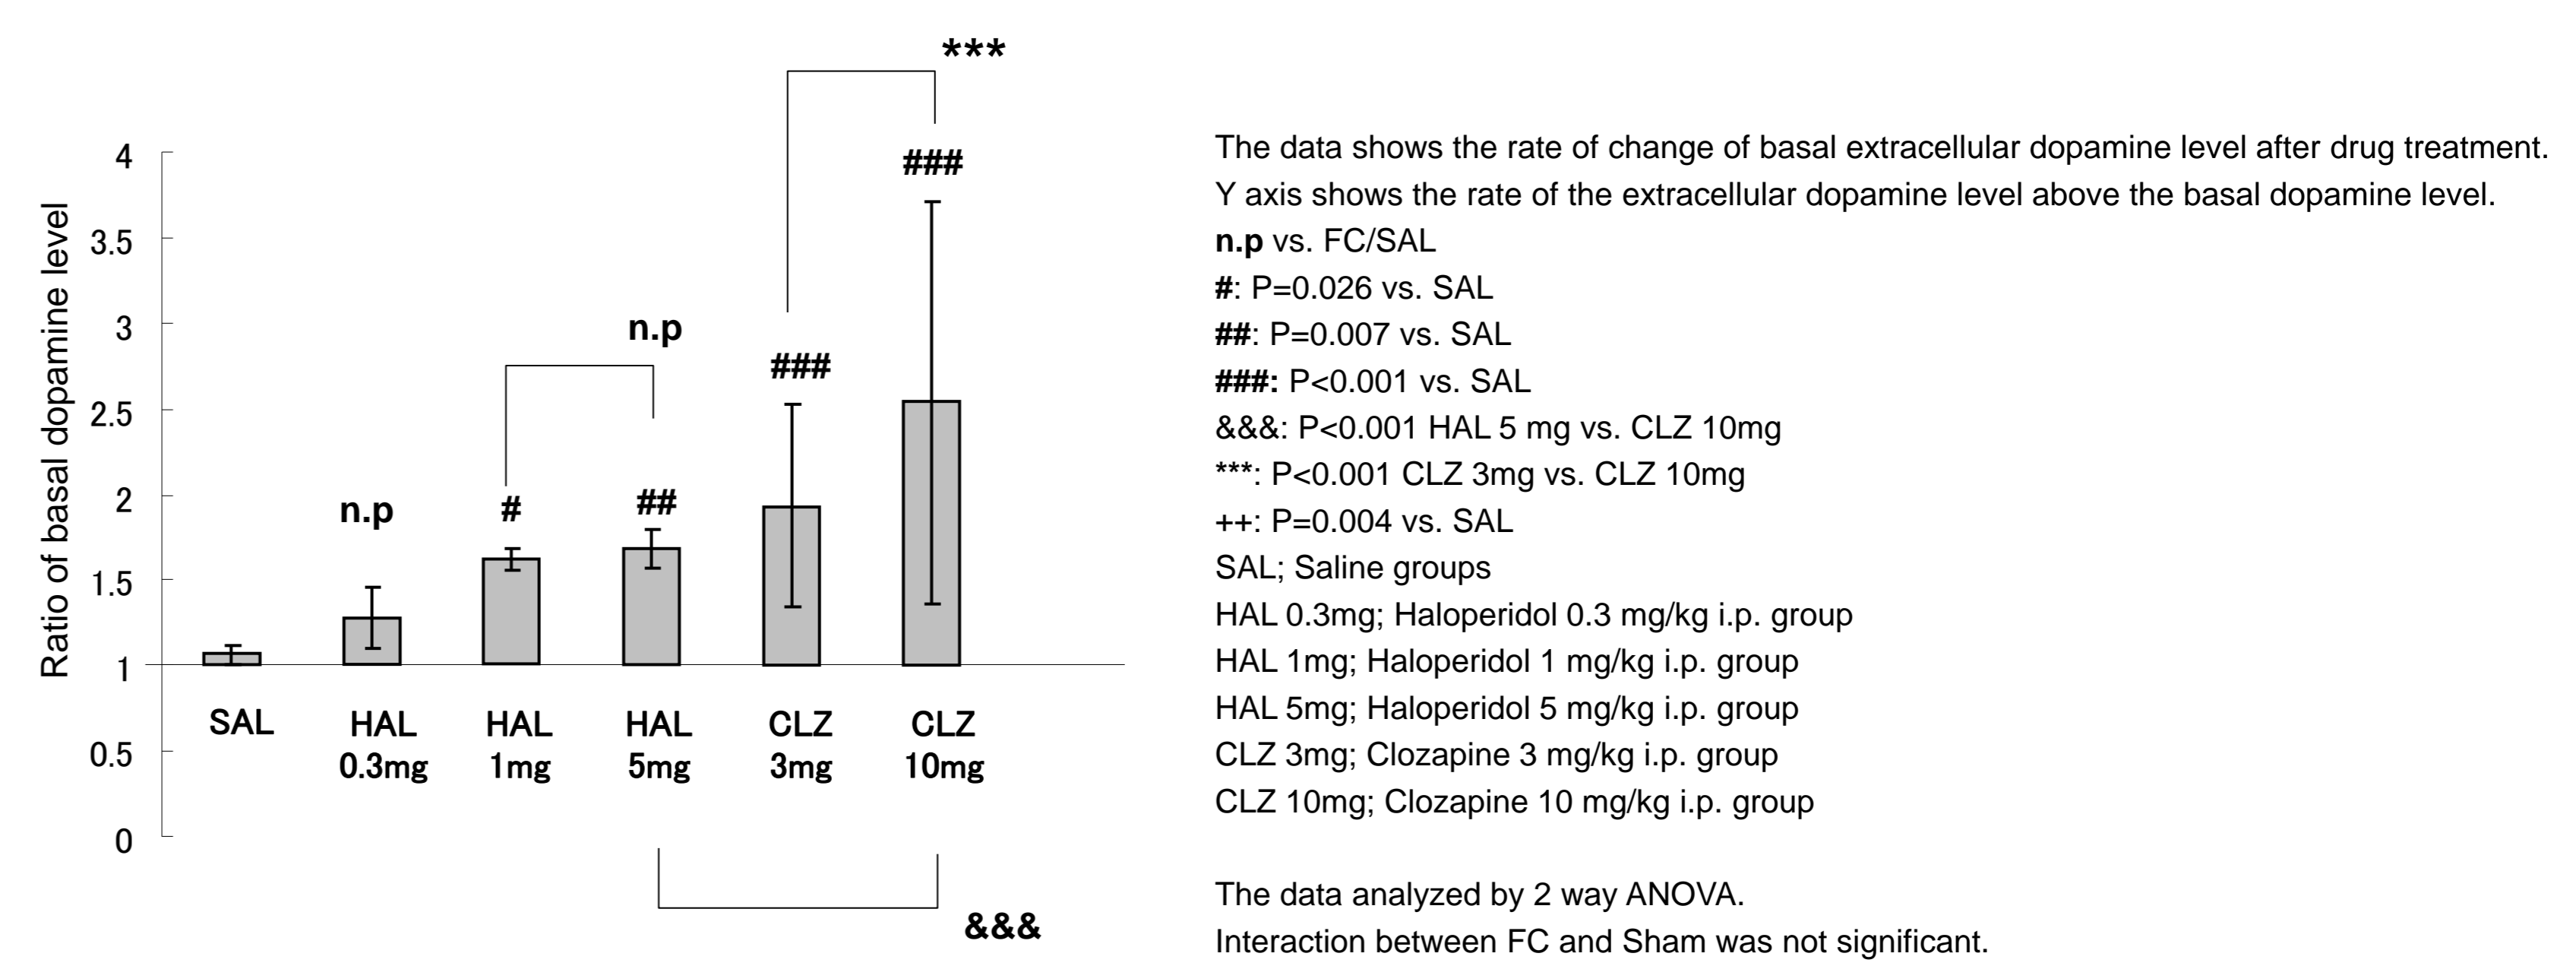 ***
4
###
3.5
3
n.p
###
2.5
2
n.p
#
##
1.5
1
SAL
HAL
0.3mg
HAL
1mg
HAL
5mg
CLZ
3mg
CLZ
10mg
0.5
0
&&&
Ratio of basal dopamine level
The data shows the rate of change of basal extracellular dopamine level after drug treatment.
Y axis shows the rate of the extracellular dopamine level above the basal dopamine level.
n.p vs. FC/SAL
#: P=0.026 vs. SAL
##: P=0.007 vs. SAL
###: P<0.001 vs. SAL
&&&: P<0.001 HAL 5 mg vs. CLZ 10mg
***: P<0.001 CLZ 3mg vs. CLZ 10mg
++: P=0.004 vs. SAL
SAL; Saline groups
HAL 0.3mg; Haloperidol 0.3 mg/kg i.p. group
HAL 1mg; Haloperidol 1 mg/kg i.p. group
HAL 5mg; Haloperidol 5 mg/kg i.p. group
CLZ 3mg; Clozapine 3 mg/kg i.p. group
CLZ 10mg; Clozapine 10 mg/kg i.p. group
The data analyzed by 2 way ANOVA.
Interaction between FC and Sham was not significant.